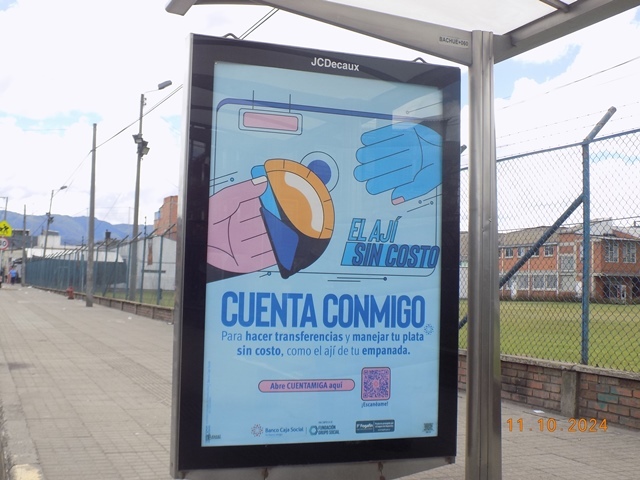 BACHUÉ
JCDecaux
EL AJÍ
SIN COSTO
CUENTA CONMIGO
Para hacer transferencias y manejar tu plata
sin costo, como el ají de tu empanada.
Abre CUENTAMIGA aquí
¡Escanéame!
Banco Caja Social
FUNDACIÓN
GRUPO SOCIAL
11.10.2024